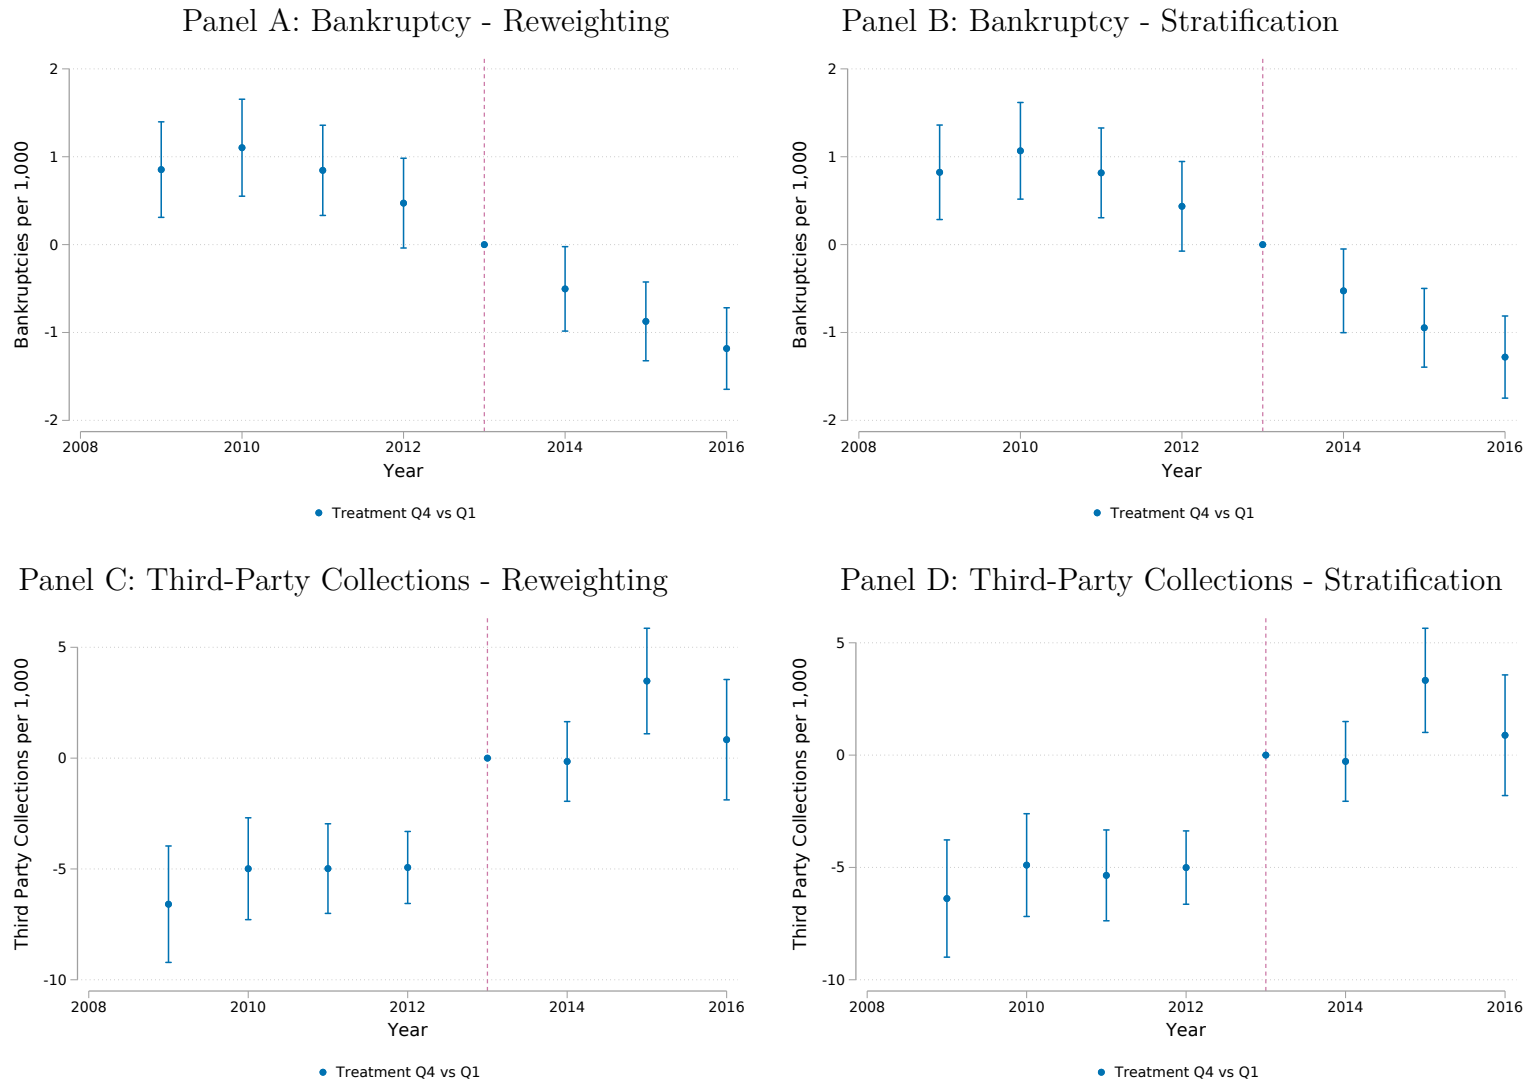 Panel A: Bankruptcy - Reweighting
2
1
0
-1
-2
Bankruptcies per 1,000
2008 2010 2012 2014 2016
Year
Treatment Q4 vs Q1
Panel B: Bankruptcy - Stratification
2
1
0
-1
-2
Bankruptcies per 1,000
2008 2010 2012 2014 2016
Year
Treatment Q4 vs Q1
Panel C: Third-Party Collections - Reweighting
5
0
-5
-10
Third Party Collections per 1,000
2008 2010 2012 2014 2016
Year
Treatment Q4 vs Q1
Panel D: Third-Party Collections - Stratification
5
0
-5
-10
Third Party Collections per 1,000
2008 2010 2012 2014 2016
Year
Treatment Q4 vs Q1